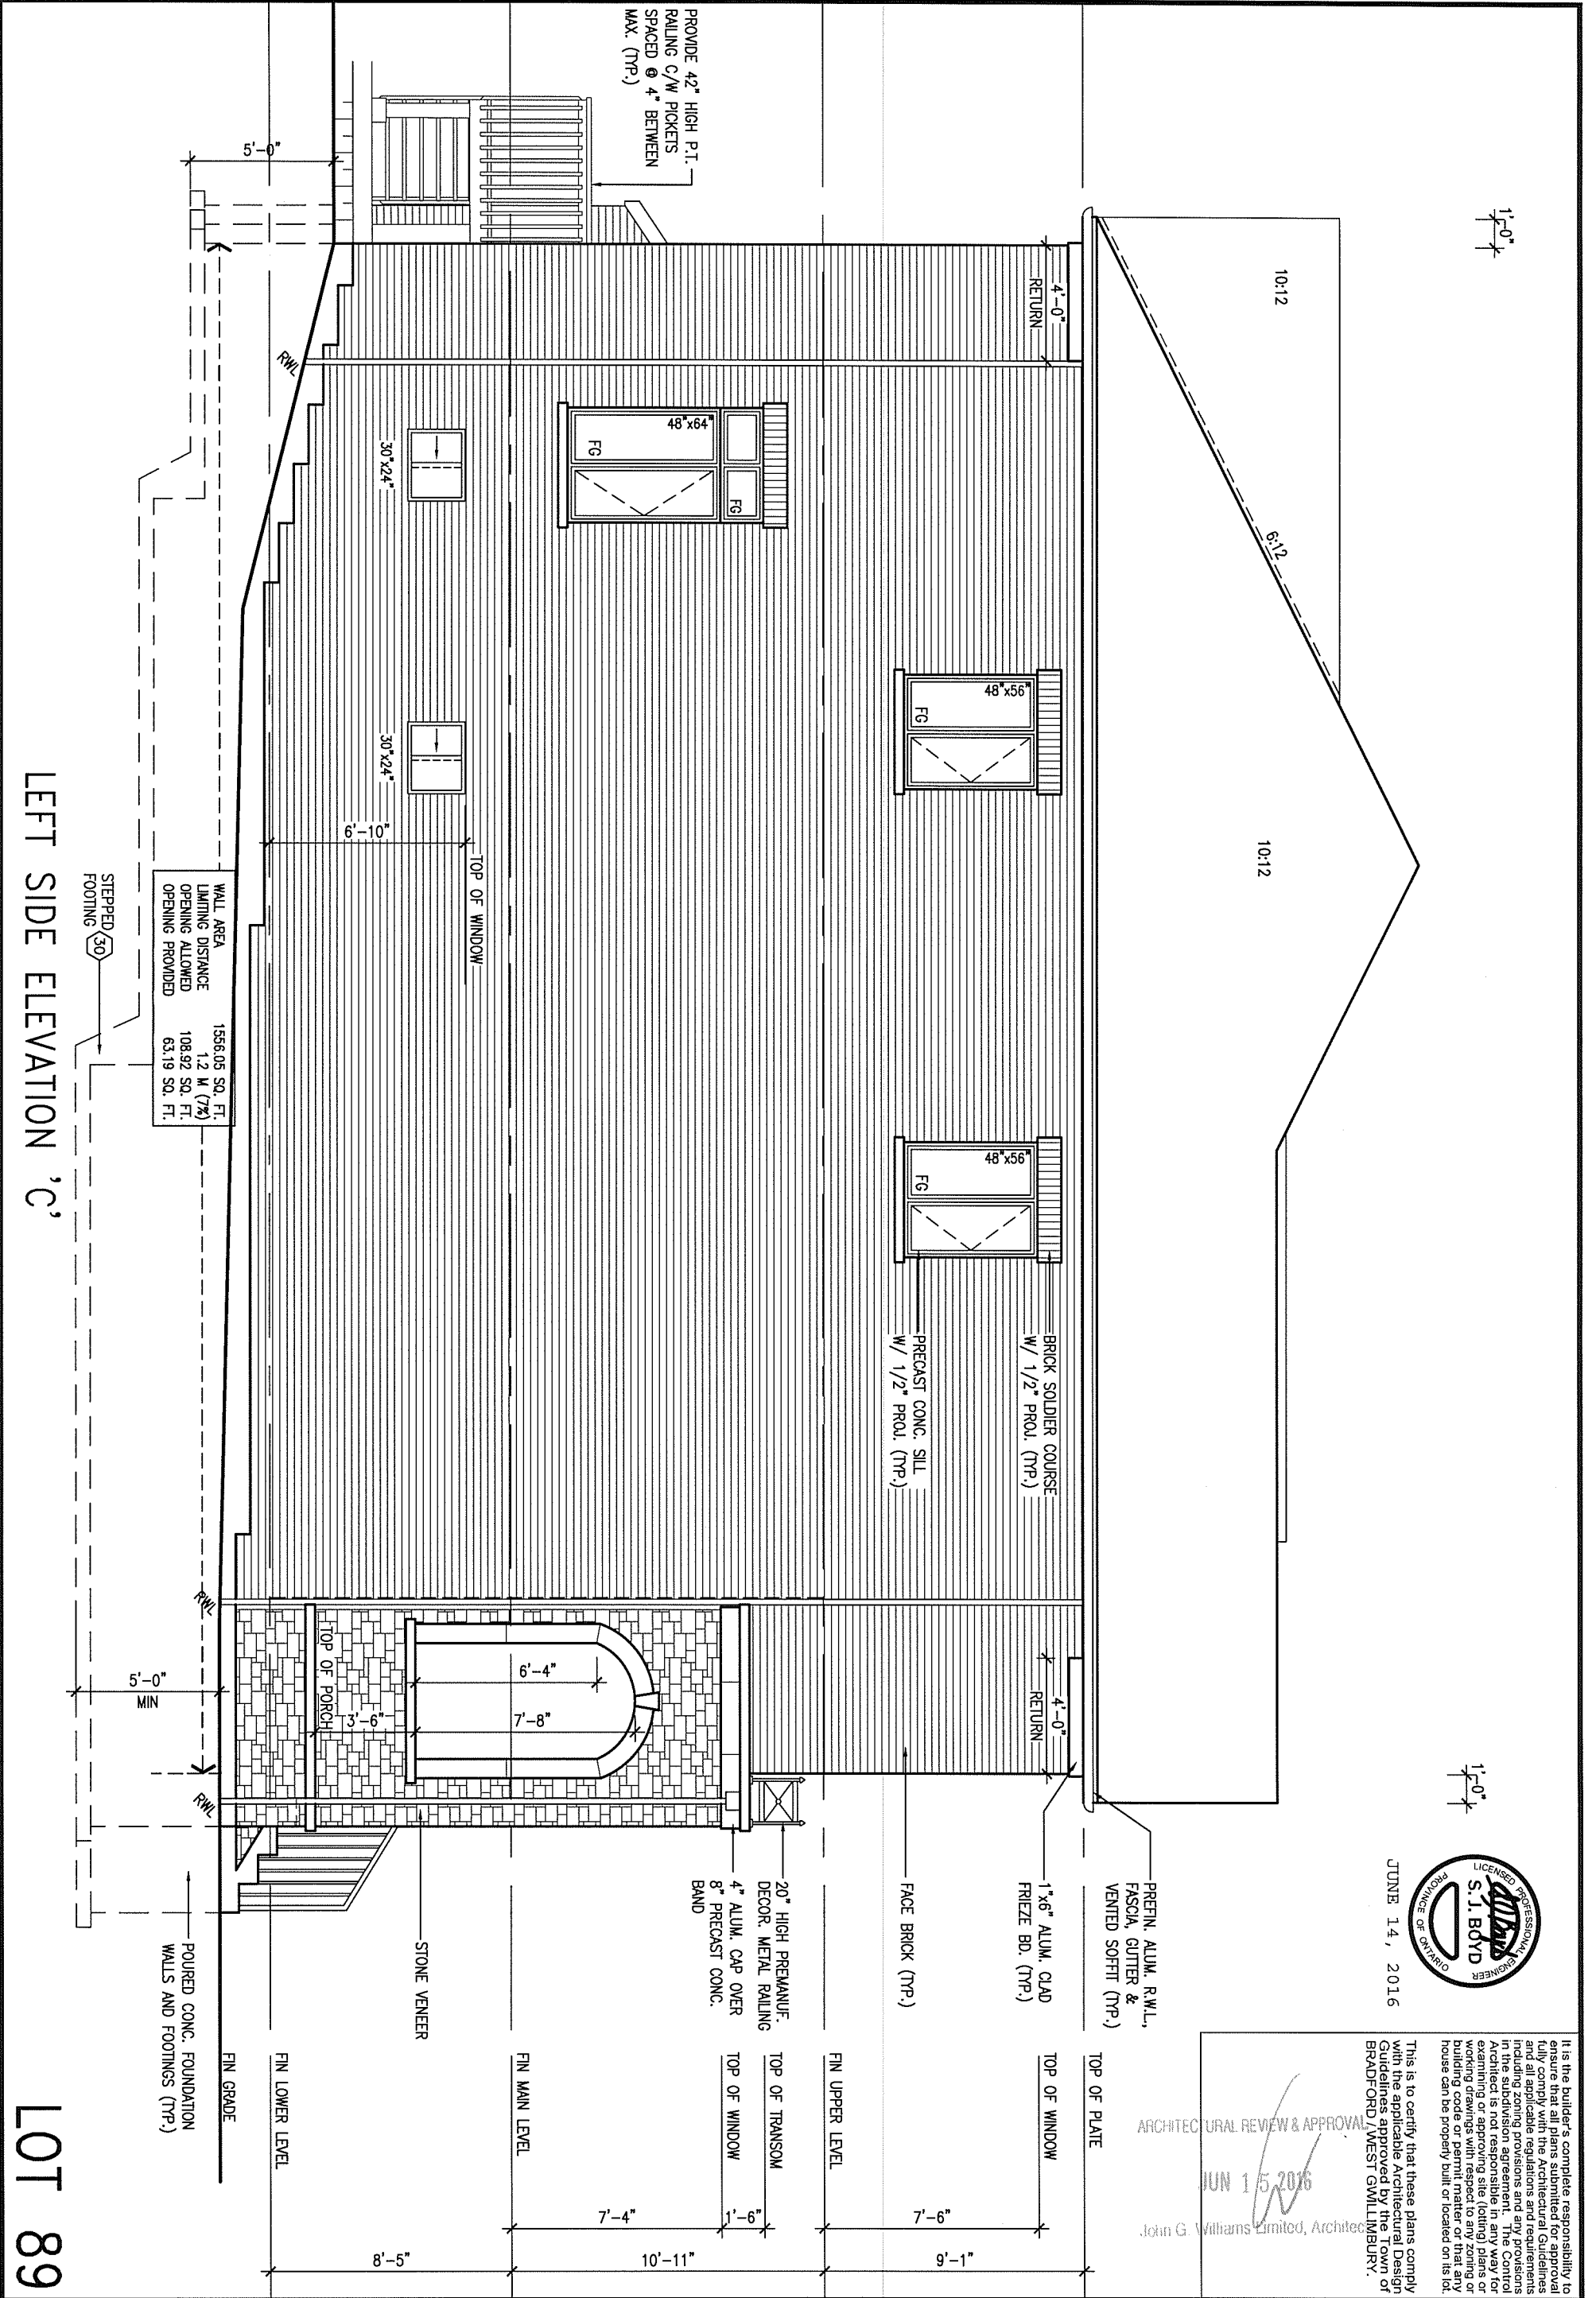 It is the builder's complete responsibility to
ensure that all plans submitted for approval
fully comply with the Architectural Guidelines
and all applicable regulations and requirements
including zoning provisions and any provisions
in the subdivision agreement. The Control
Architect is not responsible in any way for
examining or approving site (lotting) plans or
working drawings with respect to any zoning or
building code or permit matter or that any
house can be properly built or located on its lot.
This is to certify that these plans comply
with the applicable Architectural Design
Guidelines approved by the Town of
BRADFORD WEST GWILLIMBURY.
ARCHITECTURAL REVIEW & APPROVAL
JUN 15 2016
John G. Williams Limited, Architect
LICENSED PROFESSIONAL ENGINEER
S. J. BOYD
PROVINCE OF ONTARIO
JUNE 14, 2016
1'-0"
1'-0"
10:12
6:12
10:12
4'-0"
RETURN
4'-0"
RETURN
PREFIN. ALUM. R.W.L.,
FASCIA, GUTTER &
VENTED SOFFIT (TYP.)
1"x6" ALUM. CLAD
FRIEZE BD. (TYP.)
FACE BRICK (TYP.)
20" HIGH PREMANUF.
DECOR. METAL RAILING
4" ALUM. CAP OVER
8" PRECAST CONC.
BAND
STONE VENEER
POURED CONC. FOUNDATION
WALLS AND FOOTINGS (TYP.)
TOP OF PLATE
TOP OF WINDOW
FIN UPPER LEVEL
TOP OF TRANSOM
TOP OF WINDOW
FIN MAIN LEVEL
FIN LOWER LEVEL
FIN GRADE
7'-6"
1'-6"
7'-4"
9'-1"
10'-11"
8'-5"
48"x56"
FG
48"x56"
FG
BRICK SOLDIER COURSE
W/ 1/2" PROJ. (TYP.)
PRECAST CONC. SILL
W/ 1/2" PROJ. (TYP.)
PROVIDE 42" HIGH P.T.
RAILING C/W PICKETS
SPACED @ 4" BETWEEN
MAX. (TYP.)
48"x64"
FG
FG
30"x24"
30"x24"
TOP OF WINDOW
6'-10"
6'-4"
7'-8"
3'-6"
TOP OF PORCH
RWL
RWL
RWL
5'-0"
5'-0"
MIN
WALL AREA 1556.05 SQ. FT.
LIMITING DISTANCE 1.2 M (7%)
OPENING ALLOWED 108.92 SQ. FT.
OPENING PROVIDED 63.19 SQ. FT.
STEPPED
FOOTING
30
LEFT SIDE ELEVATION 'C'
LOT 89